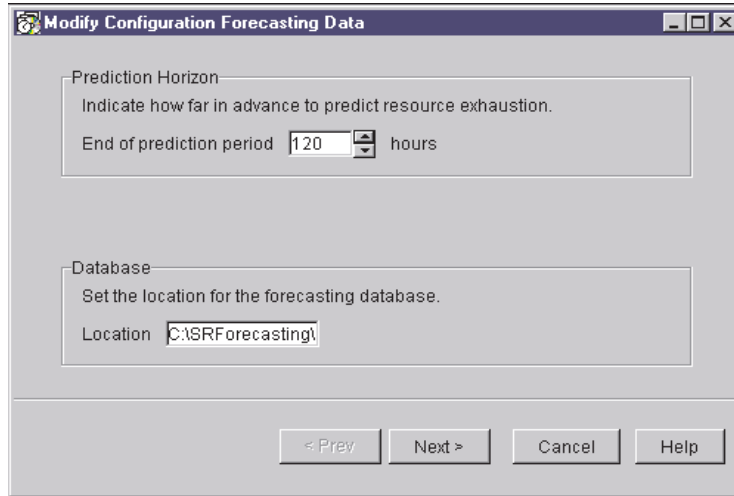 Modify Configuration Forecasting Data
Prediction Horizon
Indicate how far in advance to predict resource exhaustion.
End of prediction period 120 hours
Database
Set the location for the forecasting database.
Location C:\SRForecasting\
< Prev Next > Cancel Help